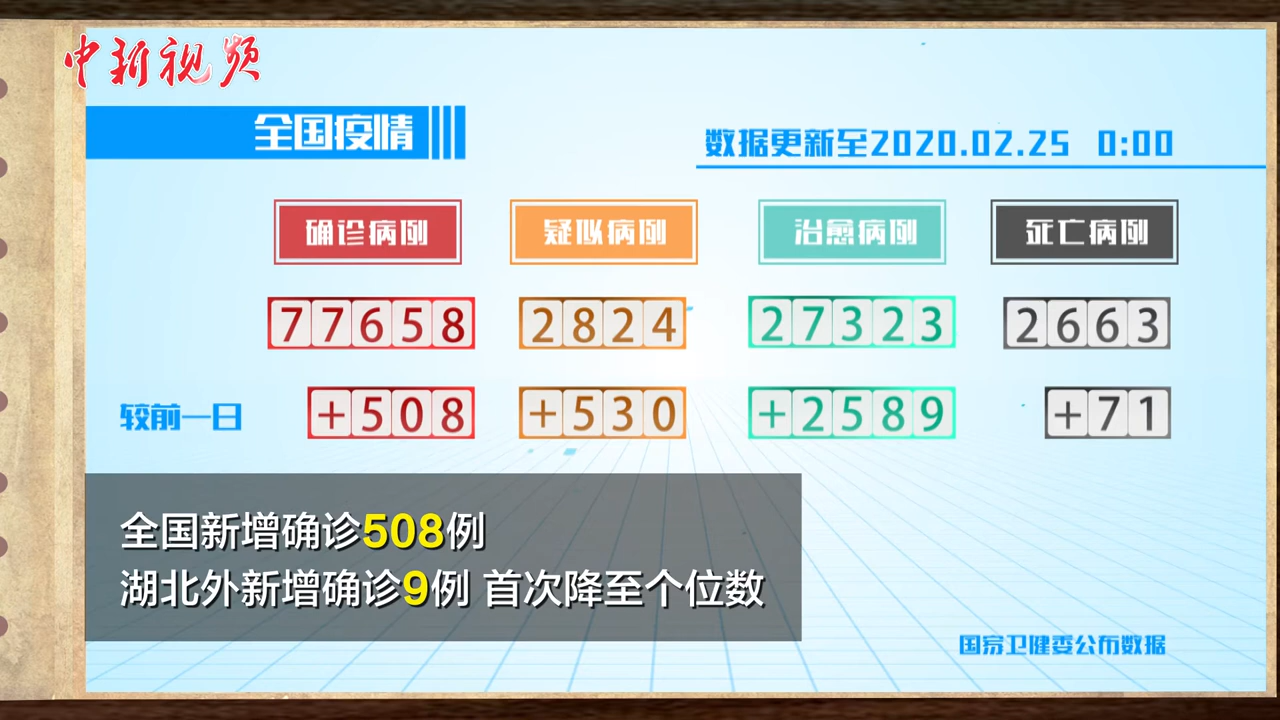 中新视频
全国疫情
数据更新至2020.02.25 0:00
确诊病例 疑似病例 治愈病例 死亡病例
77658 2824 27323 2663
较前一日 +508 +530 +2589 +71
全国新增确诊508例
湖北外新增确诊9例 首次降至个位数
国家卫健委公布数据